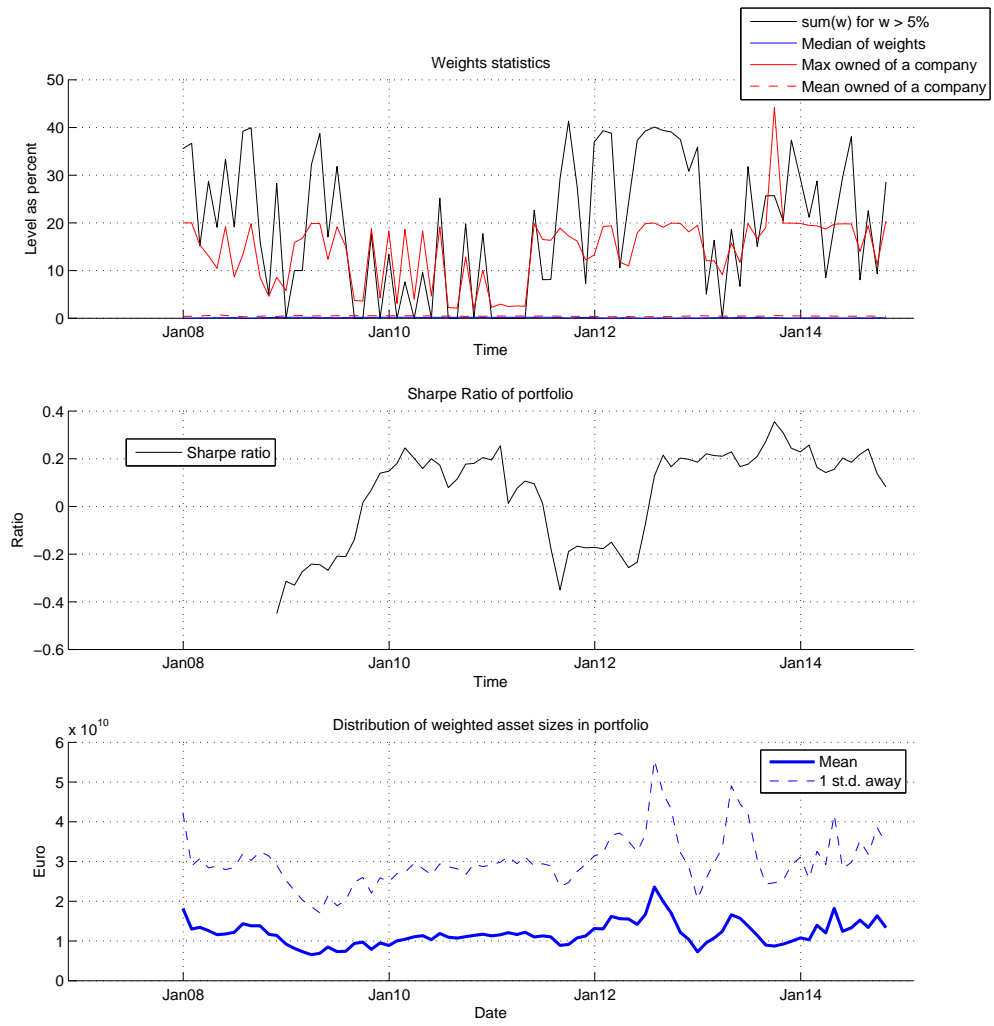 sum(w) for w > 5%
Median of weights
Max owned of a company
Mean owned of a company
Weights statistics
50
40
30
20
10
0
Level as percent
Jan08 Jan10 Jan12 Jan14
Time
Sharpe Ratio of portfolio
0.4
0.2
0
−0.2
−0.4
−0.6
Ratio
Sharpe ratio
Jan08 Jan10 Jan12 Jan14
Time
Distribution of weighted asset sizes in portfolio
x 10^10
6
5
4
3
2
1
0
Euro
Mean
1 st.d. away
Jan08 Jan10 Jan12 Jan14
Date